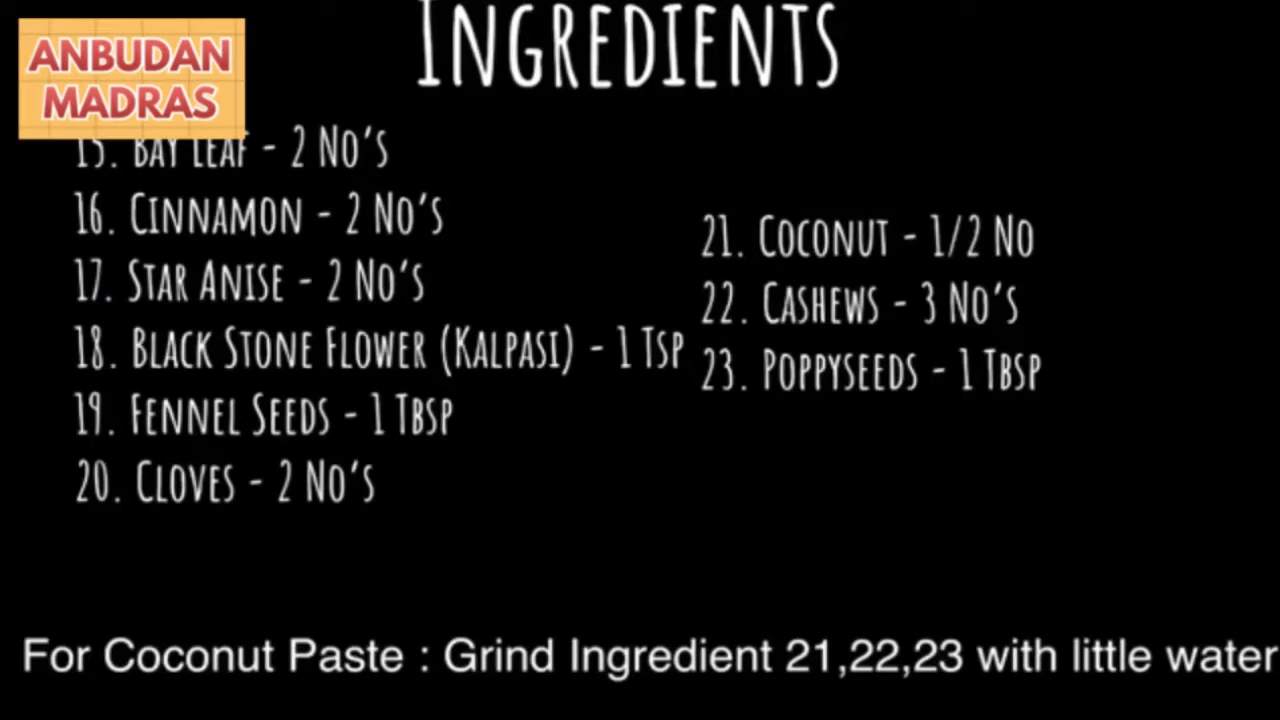 INGREDIENTS
ANBUDAN
MADRAS
15. BAY LEAF - 2 NO'S
16. CINNAMON - 2 NO'S
17. STAR ANISE - 2 NO'S
18. BLACK STONE FLOWER (KALPASI) - 1 TSP
19. FENNEL SEEDS - 1 TBSP
20. CLOVES - 2 NO'S
21. COCONUT - 1/2 NO
22. CASHEWS - 3 NO'S
23. POPPYSEEDS - 1 TBSP
For Coconut Paste : Grind Ingredient 21,22,23 with little water